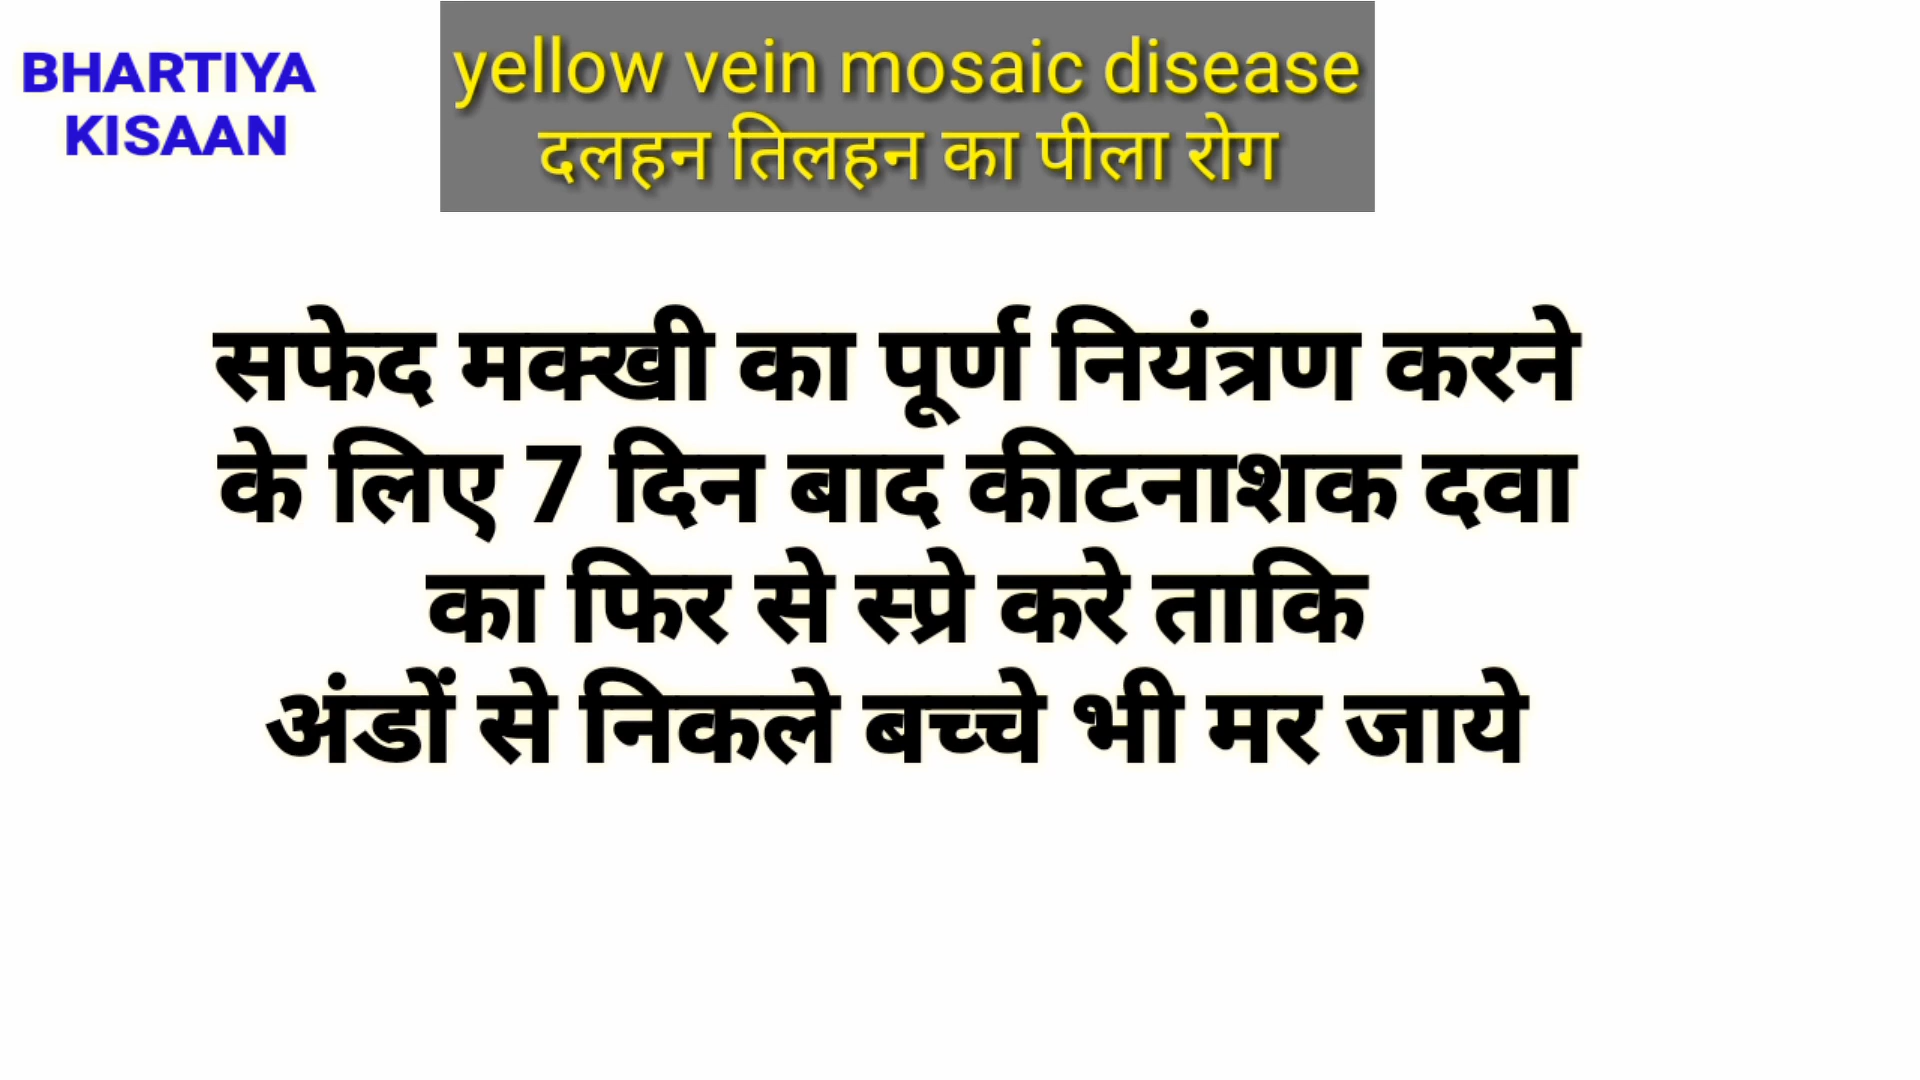 BHARTIYA
KISAAN
yellow vein mosaic disease
दलहन तिलहन का पीला रोग
सफेद मक्खी का पूर्ण नियंत्रण करने
के लिए 7 दिन बाद कीटनाशक दवा
का फिर से स्प्रे करे ताकि
अंडों से निकले बच्चे भी मर जाये